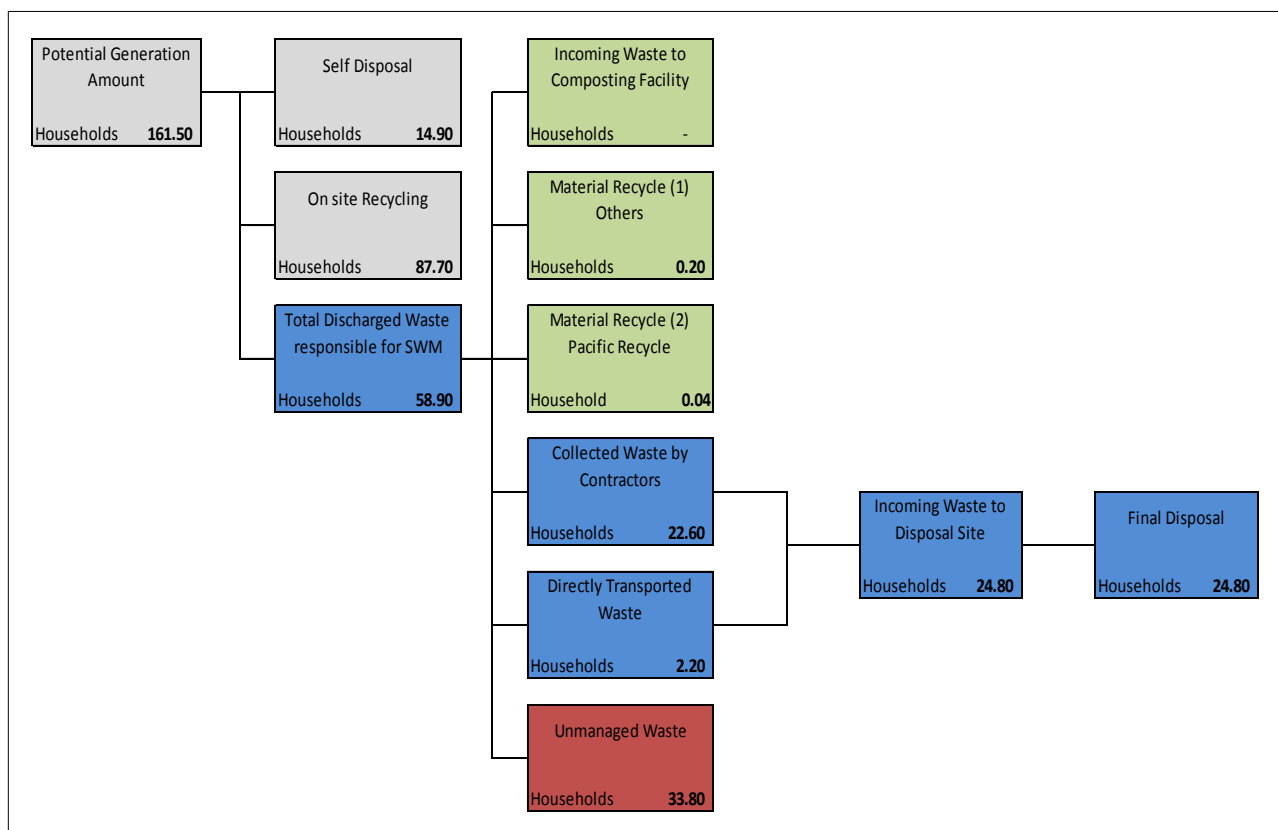 Potential Generation
Amount
Households 161.50
Self Disposal
Households 14.90
On site Recycling
Households 87.70
Total Discharged Waste
responsible for SWM
Households 58.90
Incoming Waste to
Composting Facility
Households -
Material Recycle (1)
Others
Households 0.20
Material Recycle (2)
Pacific Recycle
Household 0.04
Collected Waste by
Contractors
Households 22.60
Directly Transported
Waste
Households 2.20
Unmanaged Waste
Households 33.80
Incoming Waste to
Disposal Site
Households 24.80
Final Disposal
Households 24.80